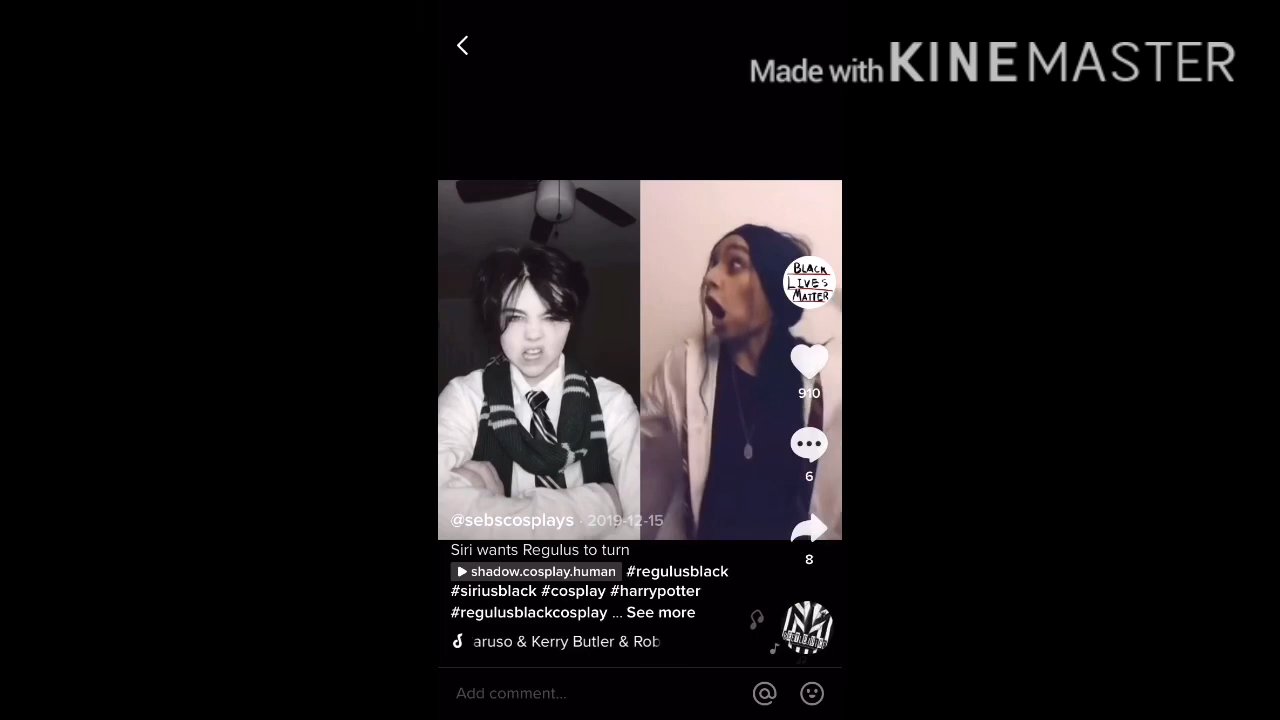 Made with KINEMASTER
BLACK
LIVES
MATTER
910
6
@sebscosplays · 2019-12-15
8
Siri wants Regulus to turn
shadow.cosplay.human #regulusblack
#siriusblack #cosplay #harrypotter
#regulusblackcosplay ... See more
aruso & Kerry Butler & Rob
Add comment...